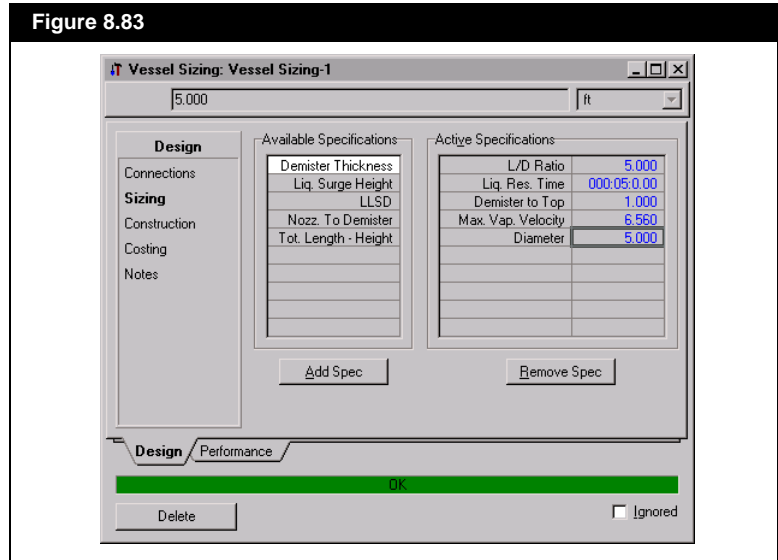 Figure 8.83
Vessel Sizing: Vessel Sizing-1
5.000 ft
Design
Connections
Sizing
Construction
Costing
Notes
Available Specifications
Demister Thickness
Liq. Surge Height
LLSD
Nozz. To Demister
Tot. Length - Height
Add Spec
Active Specifications
L/D Ratio 5.000
Liq. Res. Time 000:05:0.00
Demister to Top 1.000
Max. Vap. Velocity 6.560
Diameter 5.000
Remove Spec
Design Performance
OK
Delete Ignored